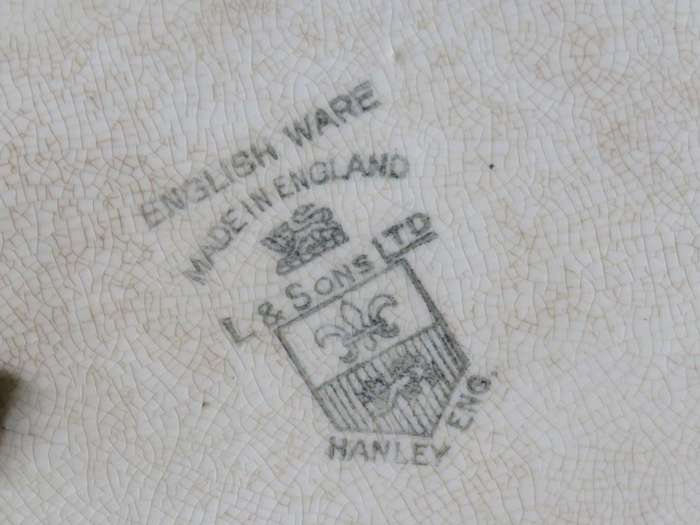 ENGLISH WARE
MADE IN ENGLAND
L & SONS LTD
HANLEY ENG.